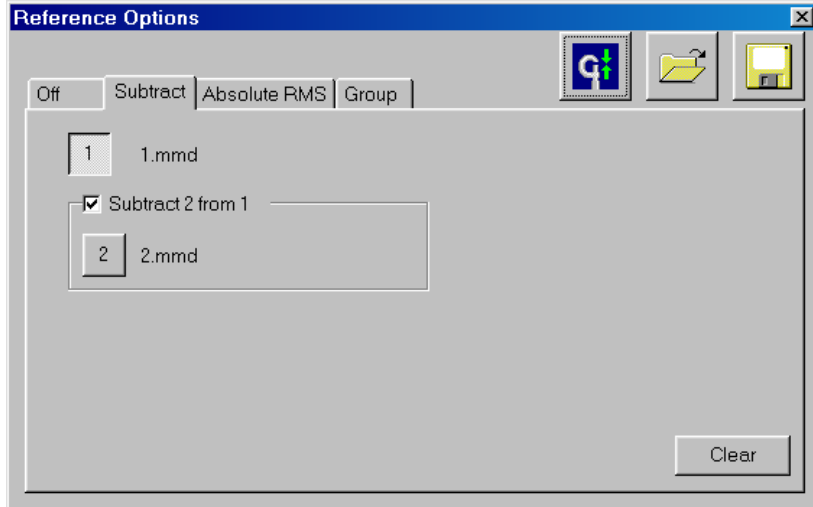 Reference Options
Off Subtract Absolute RMS Group
1 1.mmd
Subtract 2 from 1
2 2.mmd
Clear